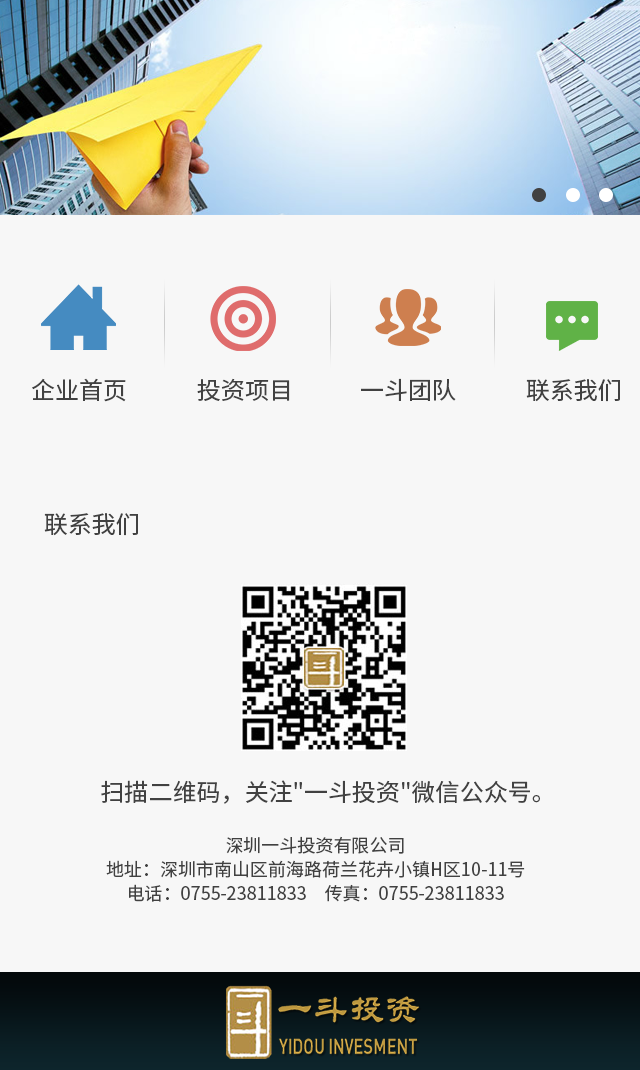 企业首页
投资项目
一斗团队
联系我们
联系我们
一斗
扫描二维码，关注"一斗投资"微信公众号。
深圳一斗投资有限公司
地址：深圳市南山区前海路荷兰花卉小镇H区10-11号
电话：0755-23811833 传真：0755-23811833
一斗
一斗投资
YIDOU INVESMENT